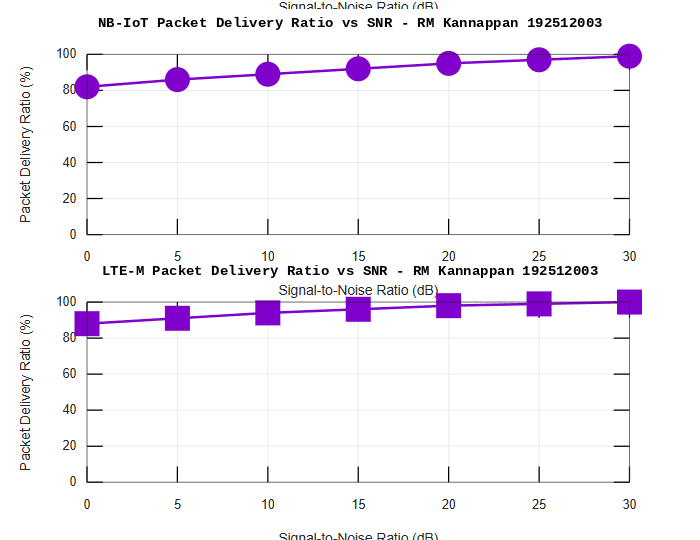 Signal-to-Noise Ratio (dB)
NB-IoT Packet Delivery Ratio vs SNR - RM Kannappan 192512003
Packet Delivery Ratio (%)
100
80
60
40
20
0
0 5 10 15 20 25 30
LTE-M Packet Delivery Ratio vs SNR - RM Kannappan 192512003
Signal-to-Noise Ratio (dB)
Packet Delivery Ratio (%)
100
80
60
40
20
0
0 5 10 15 20 25 30
Signal-to-Noise Ratio (dB)